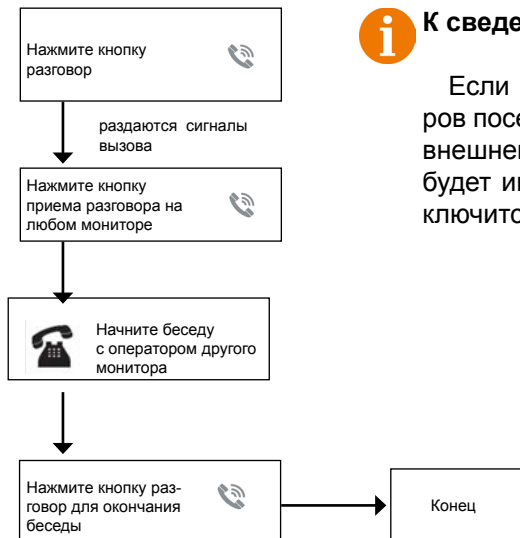 Нажмите кнопку
разговор
раздаются сигналы
вызова
Нажмите кнопку
приема разговора на
любом мониторе
Начните беседу
с оператором другого
монитора
Нажмите кнопку раз-
говор для окончания
беседы
Конец
К сведе
Если
ров посе
внешне
будет и
ключито